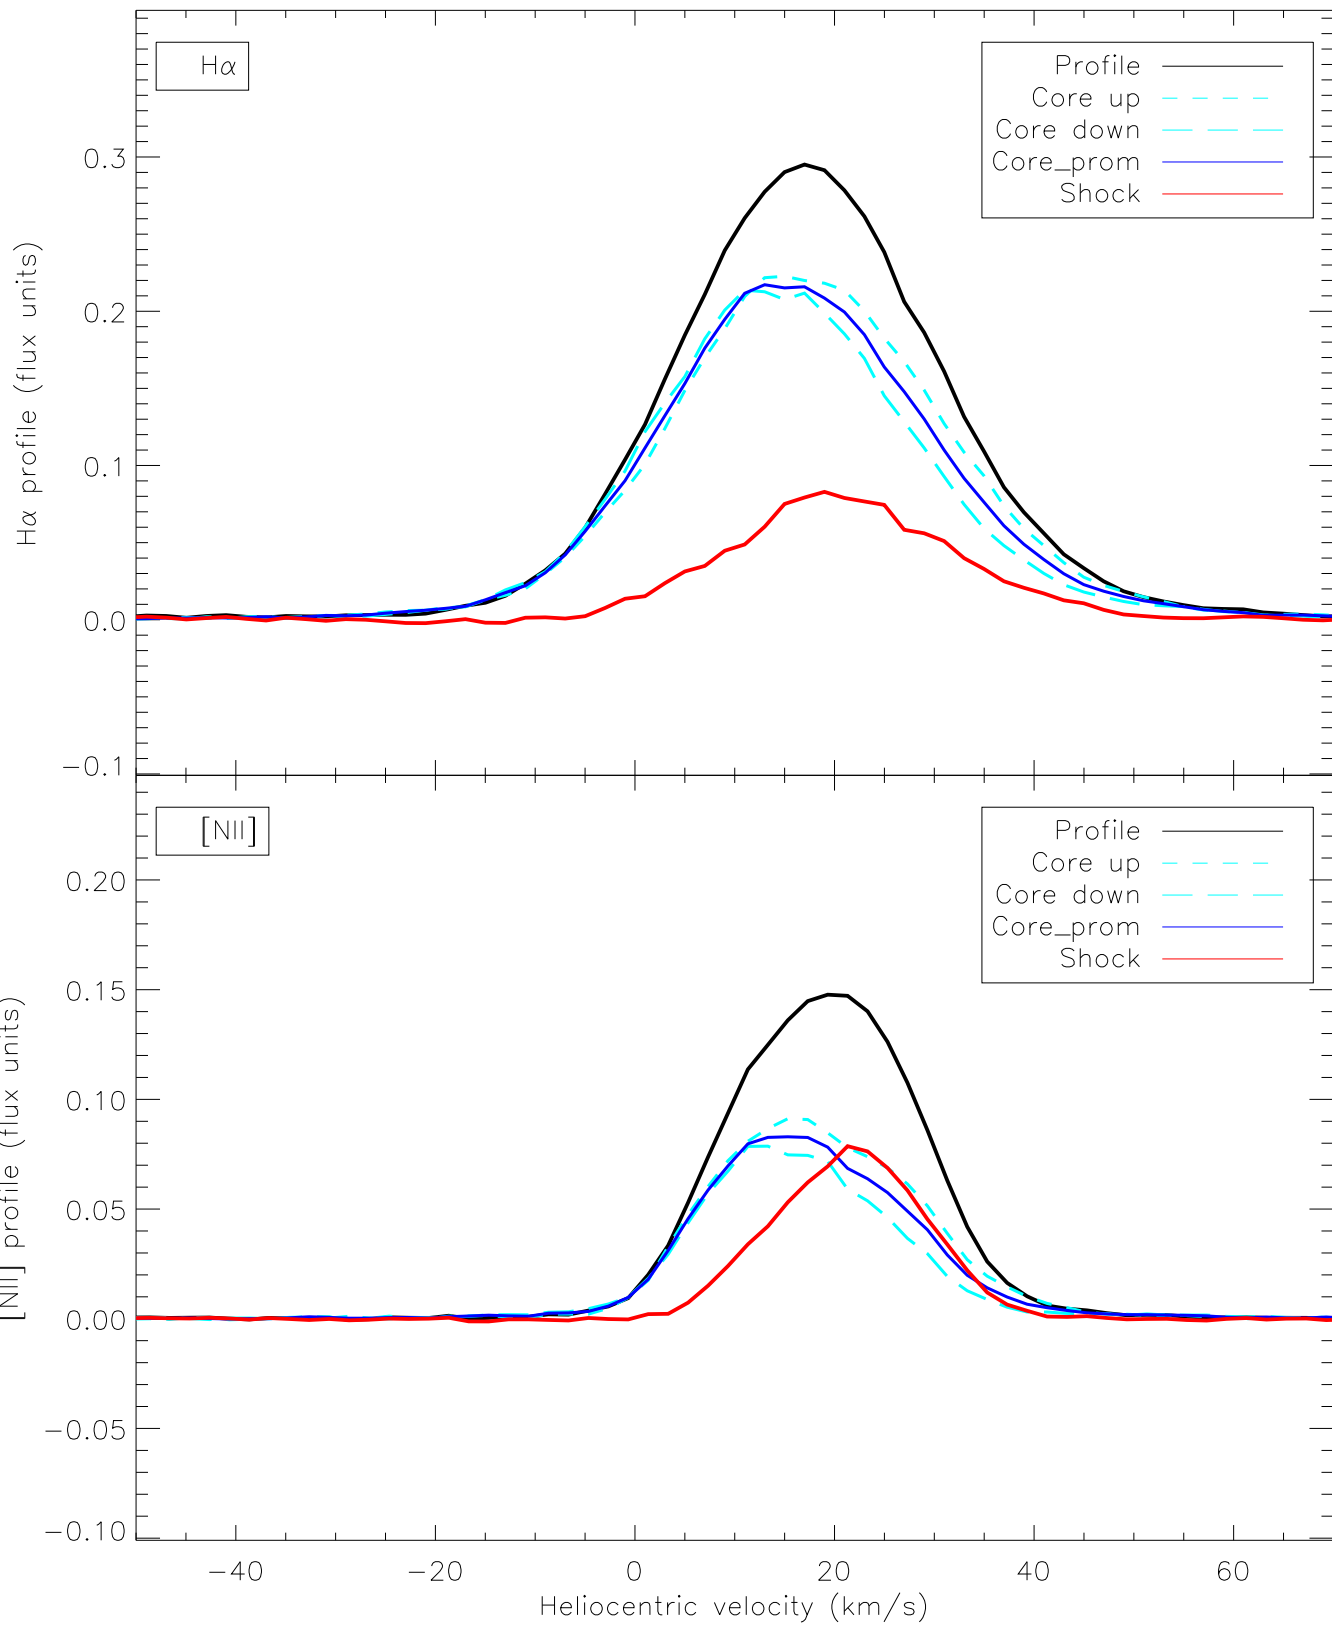 Hα
Profile
Core up
Core down
Core_prom
Shock
0.3
0.2
0.1
0.0
−0.1
Hα profile (flux units)
[NII]
Profile
Core up
Core down
Core_prom
Shock
0.20
0.15
0.10
0.05
0.00
−0.05
−0.10
[NII] profile (flux units)
−40
−20
0
20
40
60
Heliocentric velocity (km/s)